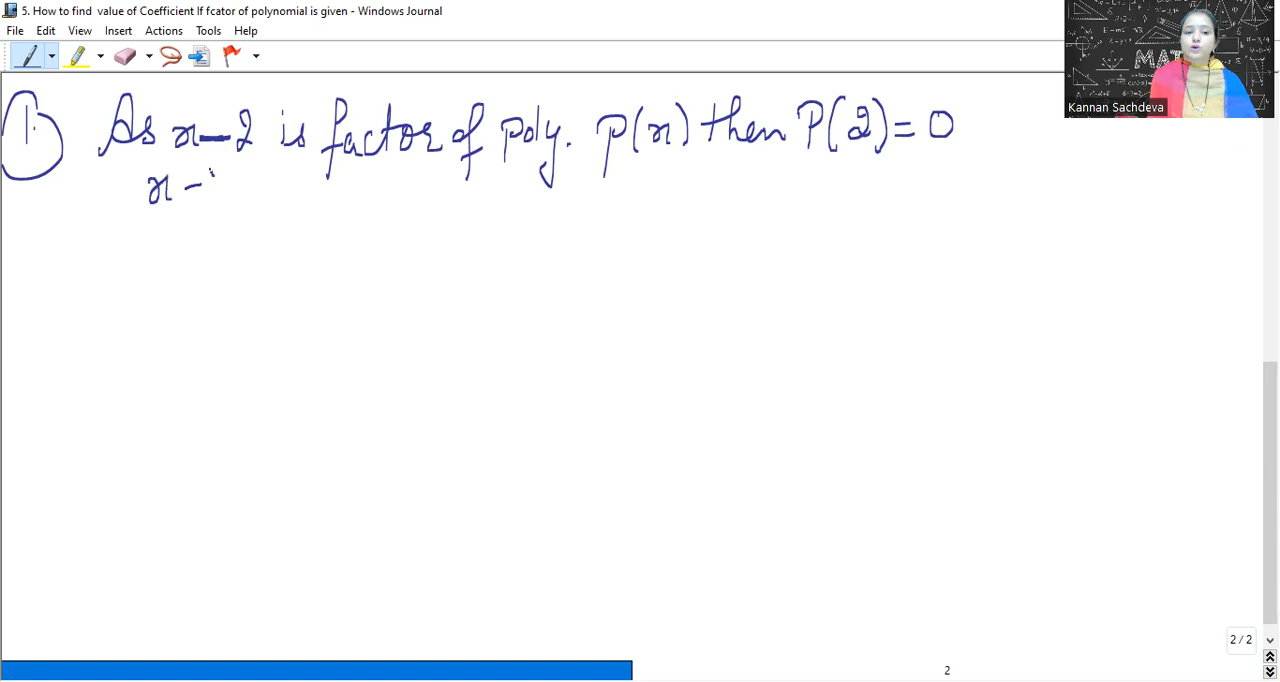 5. How to find value of Coefficient If fcator of polynomial is given - Windows Journal
File Edit View Insert Actions Tools Help
MAT
Kannan Sachdeva
1. As x-2 is factor of poly. p(x) then P(2) = 0
x -
2 / 2
2